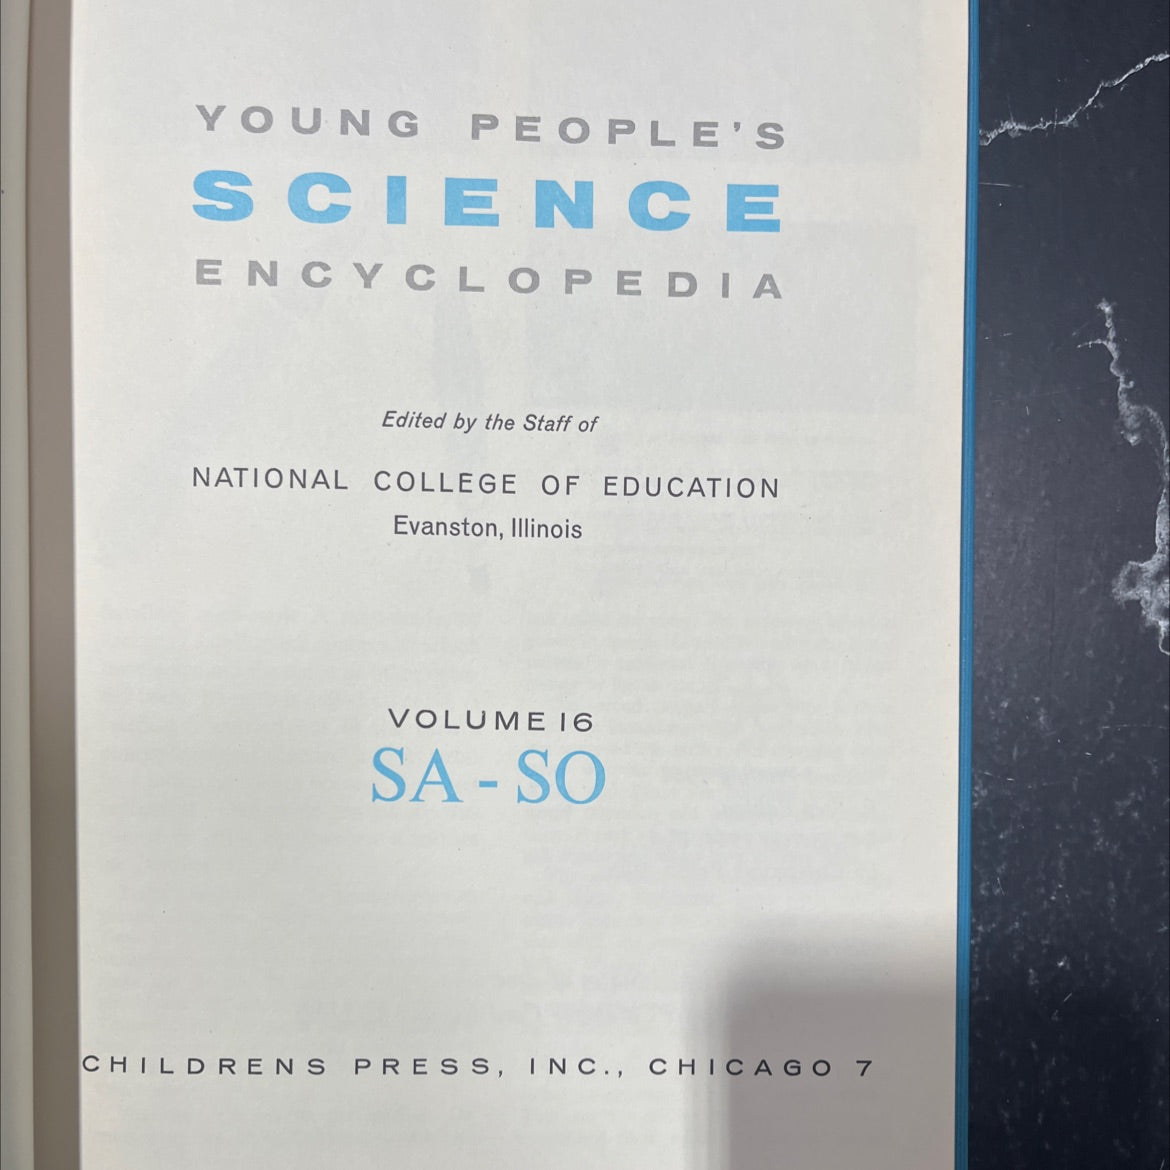 YOUNG PEOPLE'S
SCIENCE
ENCYCLOPEDIA
Edited by the Staff of
NATIONAL COLLEGE OF EDUCATION
Evanston, Illinois
VOLUME 16
SA - SO
CHILDRENS PRESS, INC., CHICAGO 7